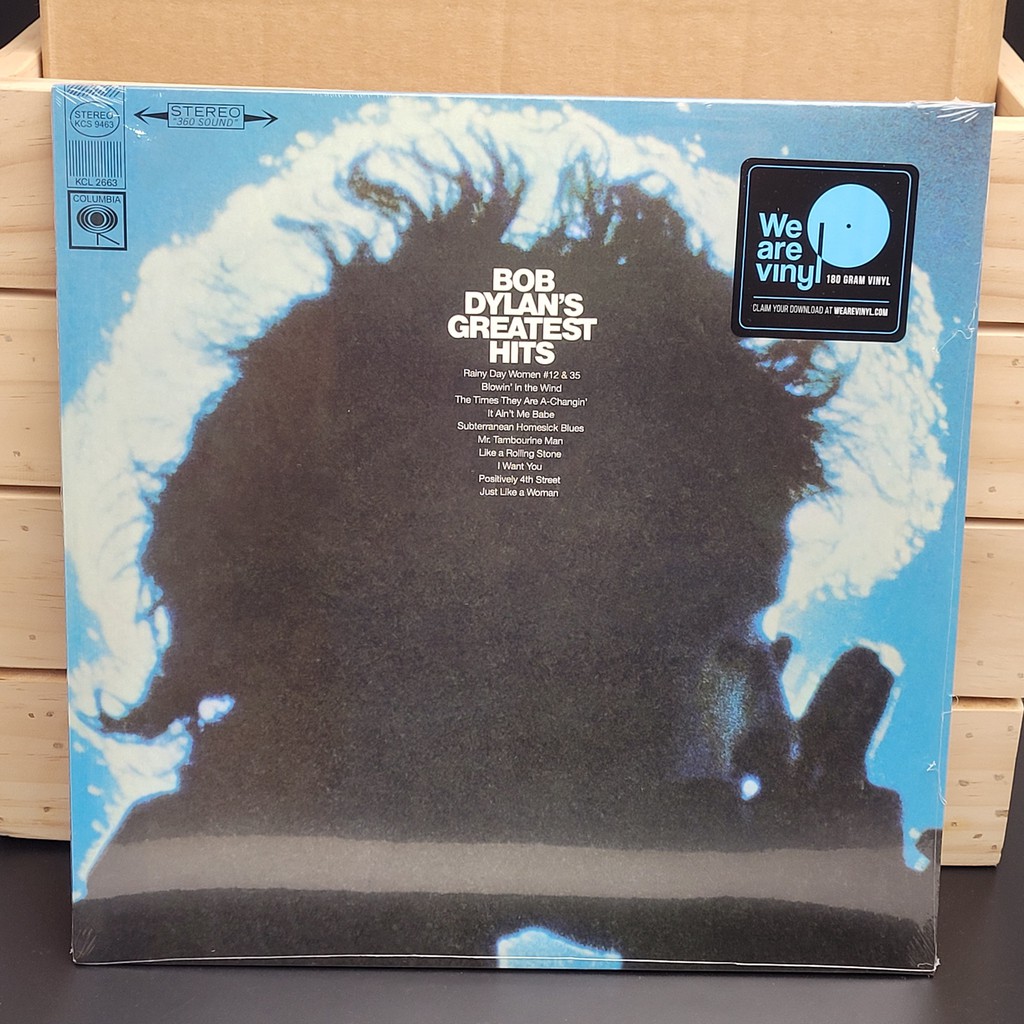 STEREO
KCS 9463
KCL 2663
COLUMBIA
STEREO
"360 SOUND"
We
are
vinyl
180 GRAM VINYL
CLAIM YOUR DOWNLOAD AT WEAREVINYL.COM
BOB
DYLAN'S
GREATEST
HITS
Rainy Day Women #12 & 35
Blowin' in the Wind
The Times They Are A-Changin'
It Ain't Me Babe
Subterranean Homesick Blues
Mr. Tambourine Man
Like a Rolling Stone
I Want You
Positively 4th Street
Just Like a Woman